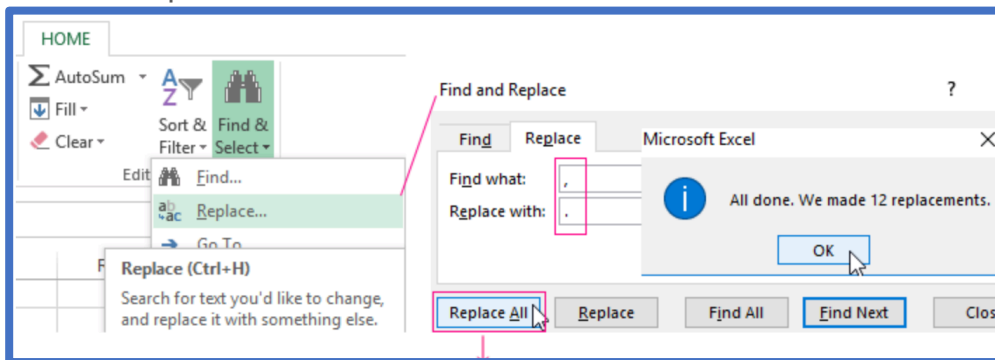 HOME
AutoSum
Fill
Clear
Sort &
Filter
Find &
Select
Edit
Find...
Replace...
Go To
Replace (Ctrl+H)
Search for text you'd like to change,
and replace it with something else.
Find and Replace
?
Find
Replace
Find what:
,
Replace with:
.
Microsoft Excel
All done. We made 12 replacements.
OK
Replace All
Replace
Find All
Find Next
Clos